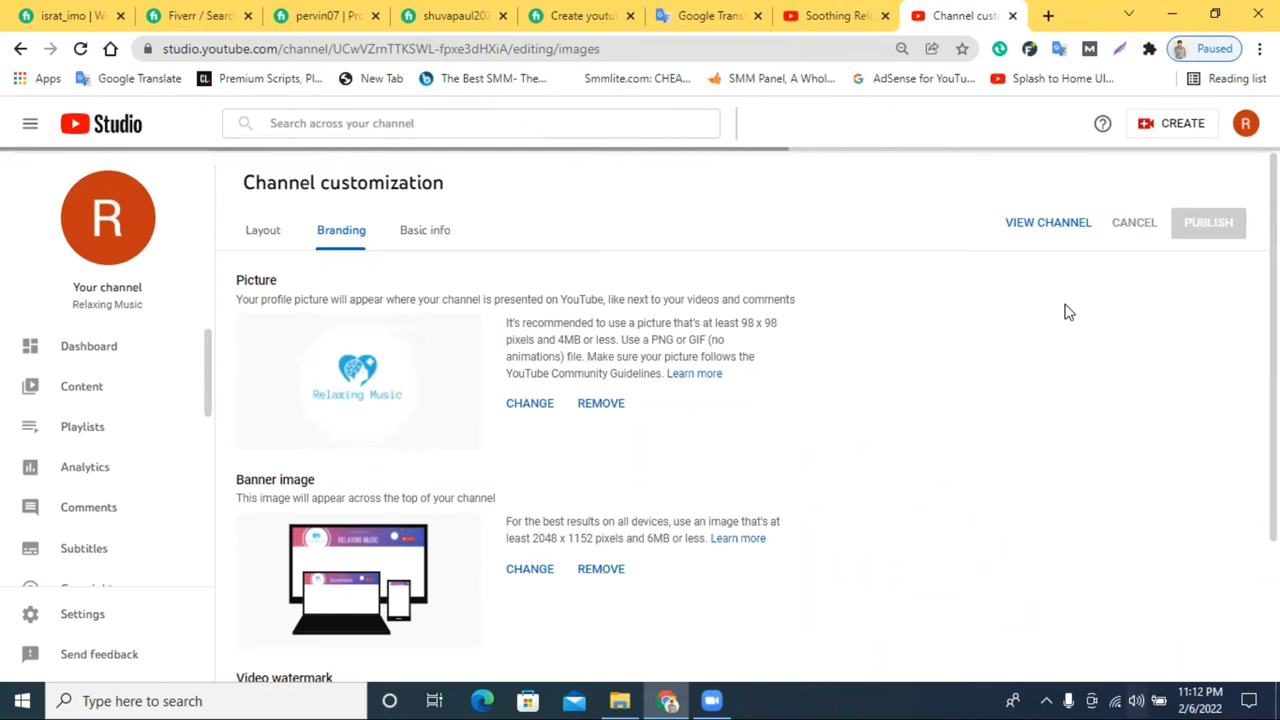 israt_imo | Wo
Fiverr / Searc
pervin07 | Pro
shuvapaul202
Create youtu
Google Trans
Soothing Rela
Channel cust
studio.youtube.com/channel/UCwVZrnTTKSWL-fpxe3dHXiA/editing/images
Paused
Apps
Google Translate
Premium Scripts, Pl...
New Tab
The Best SMM- The...
Smmlite.com: CHEA...
SMM Panel, A Whol...
AdSense for YouTu...
Splash to Home UI...
Reading list
Studio
Search across your channel
CREATE
R
R
Your channel
Relaxing Music
Dashboard
Content
Playlists
Analytics
Comments
Subtitles
Settings
Send feedback
Channel customization
Layout
Branding
Basic info
VIEW CHANNEL
CANCEL
PUBLISH
Picture
Your profile picture will appear where your channel is presented on YouTube, like next to your videos and comments
Relaxing Music
It's recommended to use a picture that's at least 98 x 98
pixels and 4MB or less. Use a PNG or GIF (no
animations) file. Make sure your picture follows the
YouTube Community Guidelines. Learn more
CHANGE
REMOVE
Banner image
This image will appear across the top of your channel
RELAXING MUSIC
For the best results on all devices, use an image that's at
least 2048 x 1152 pixels and 6MB or less. Learn more
CHANGE
REMOVE
Video watermark
Type here to search
11:12 PM
2/6/2022